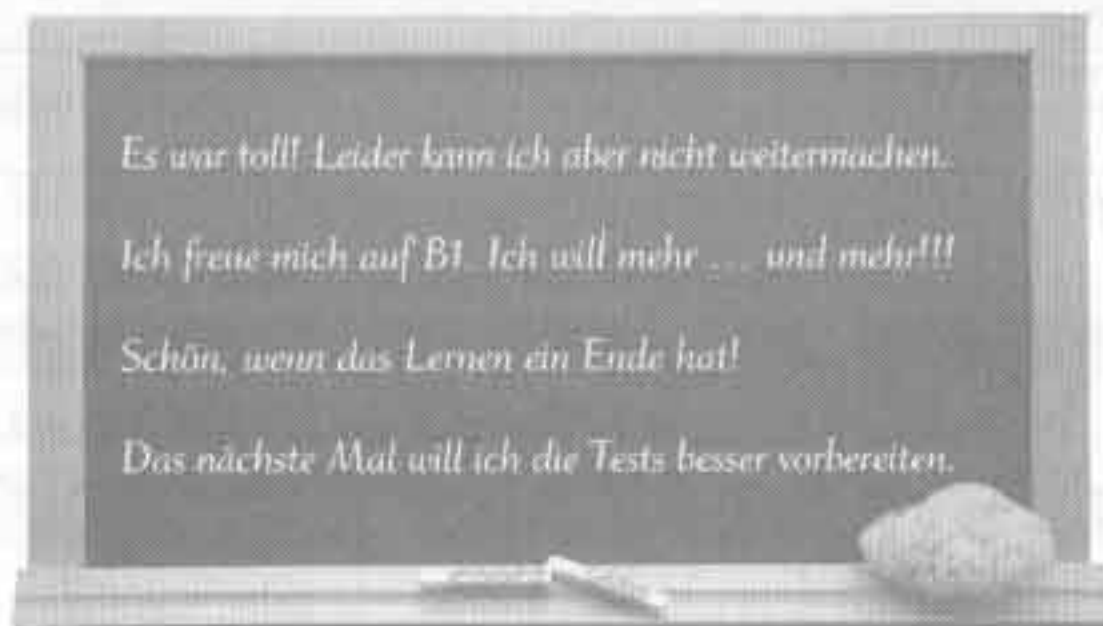 Es war toll! Leider kann ich aber nicht weitermachen.
Ich freue mich auf B1. Ich will mehr ... und mehr!!!
Schön, wenn das Lernen ein Ende hat!
Das nächste Mal will ich die Tests besser vorbereiten.